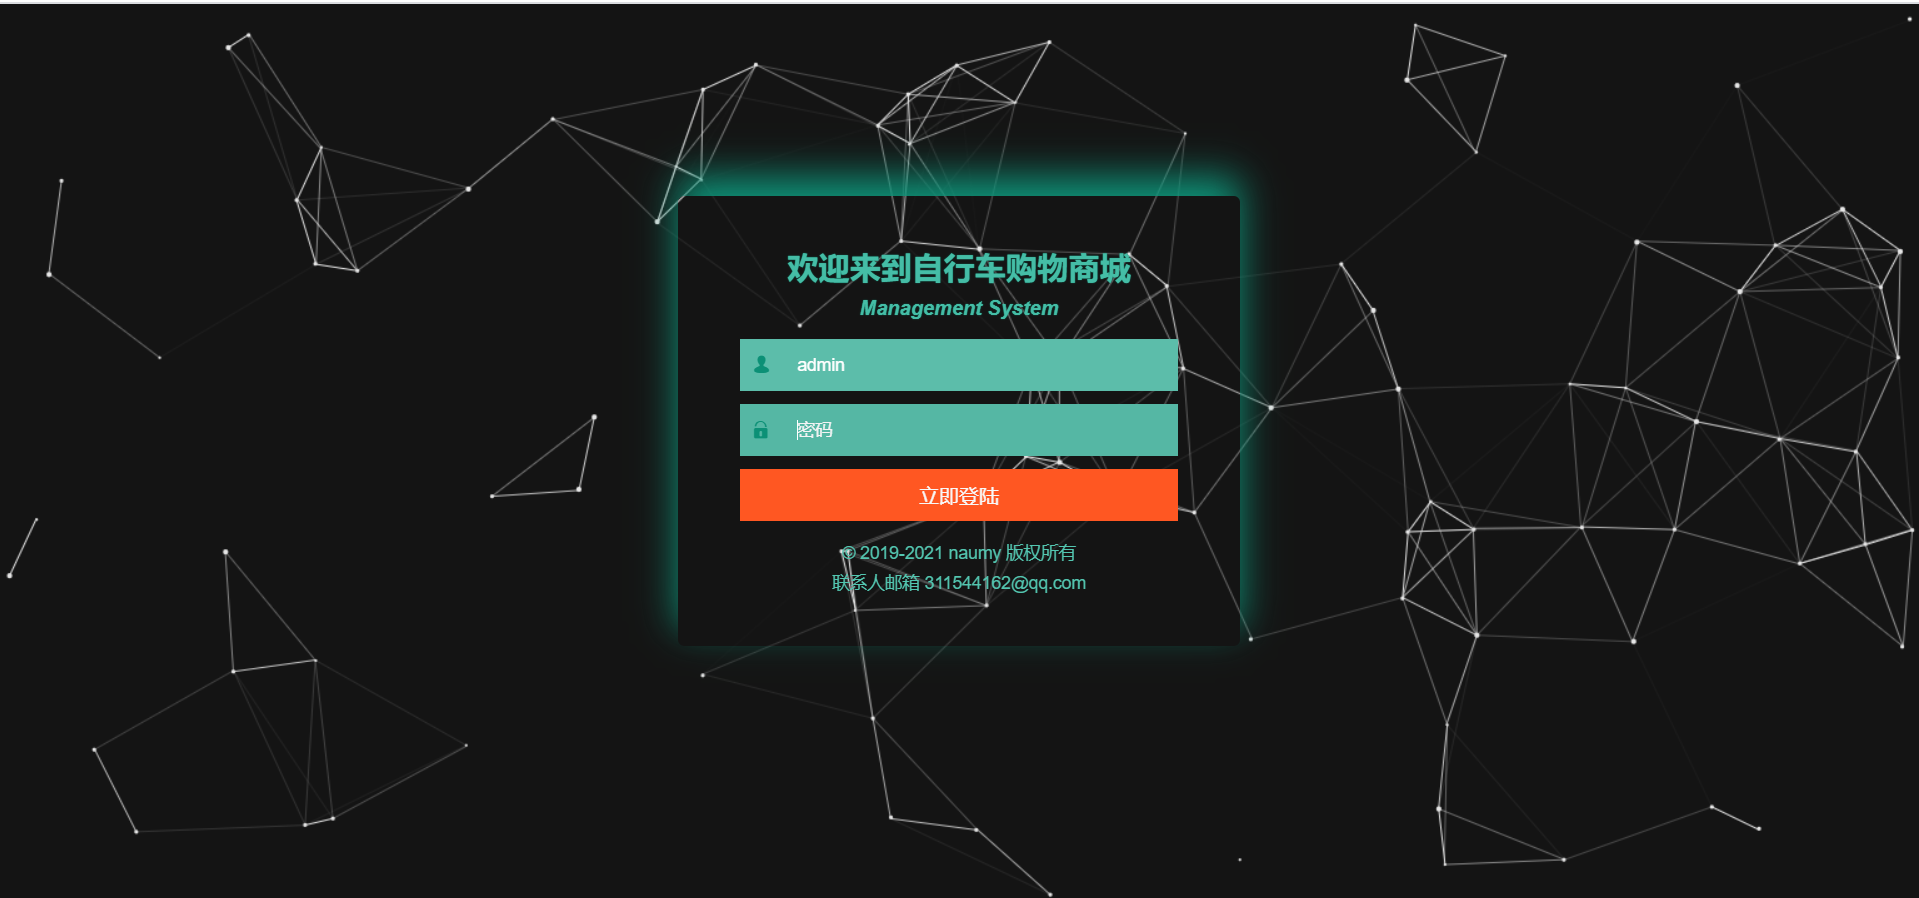 欢迎来到自行车购物商城
Management System
admin
密码
立即登陆
© 2019-2021 naumy 版权所有
联系人邮箱 311544162@qq.com